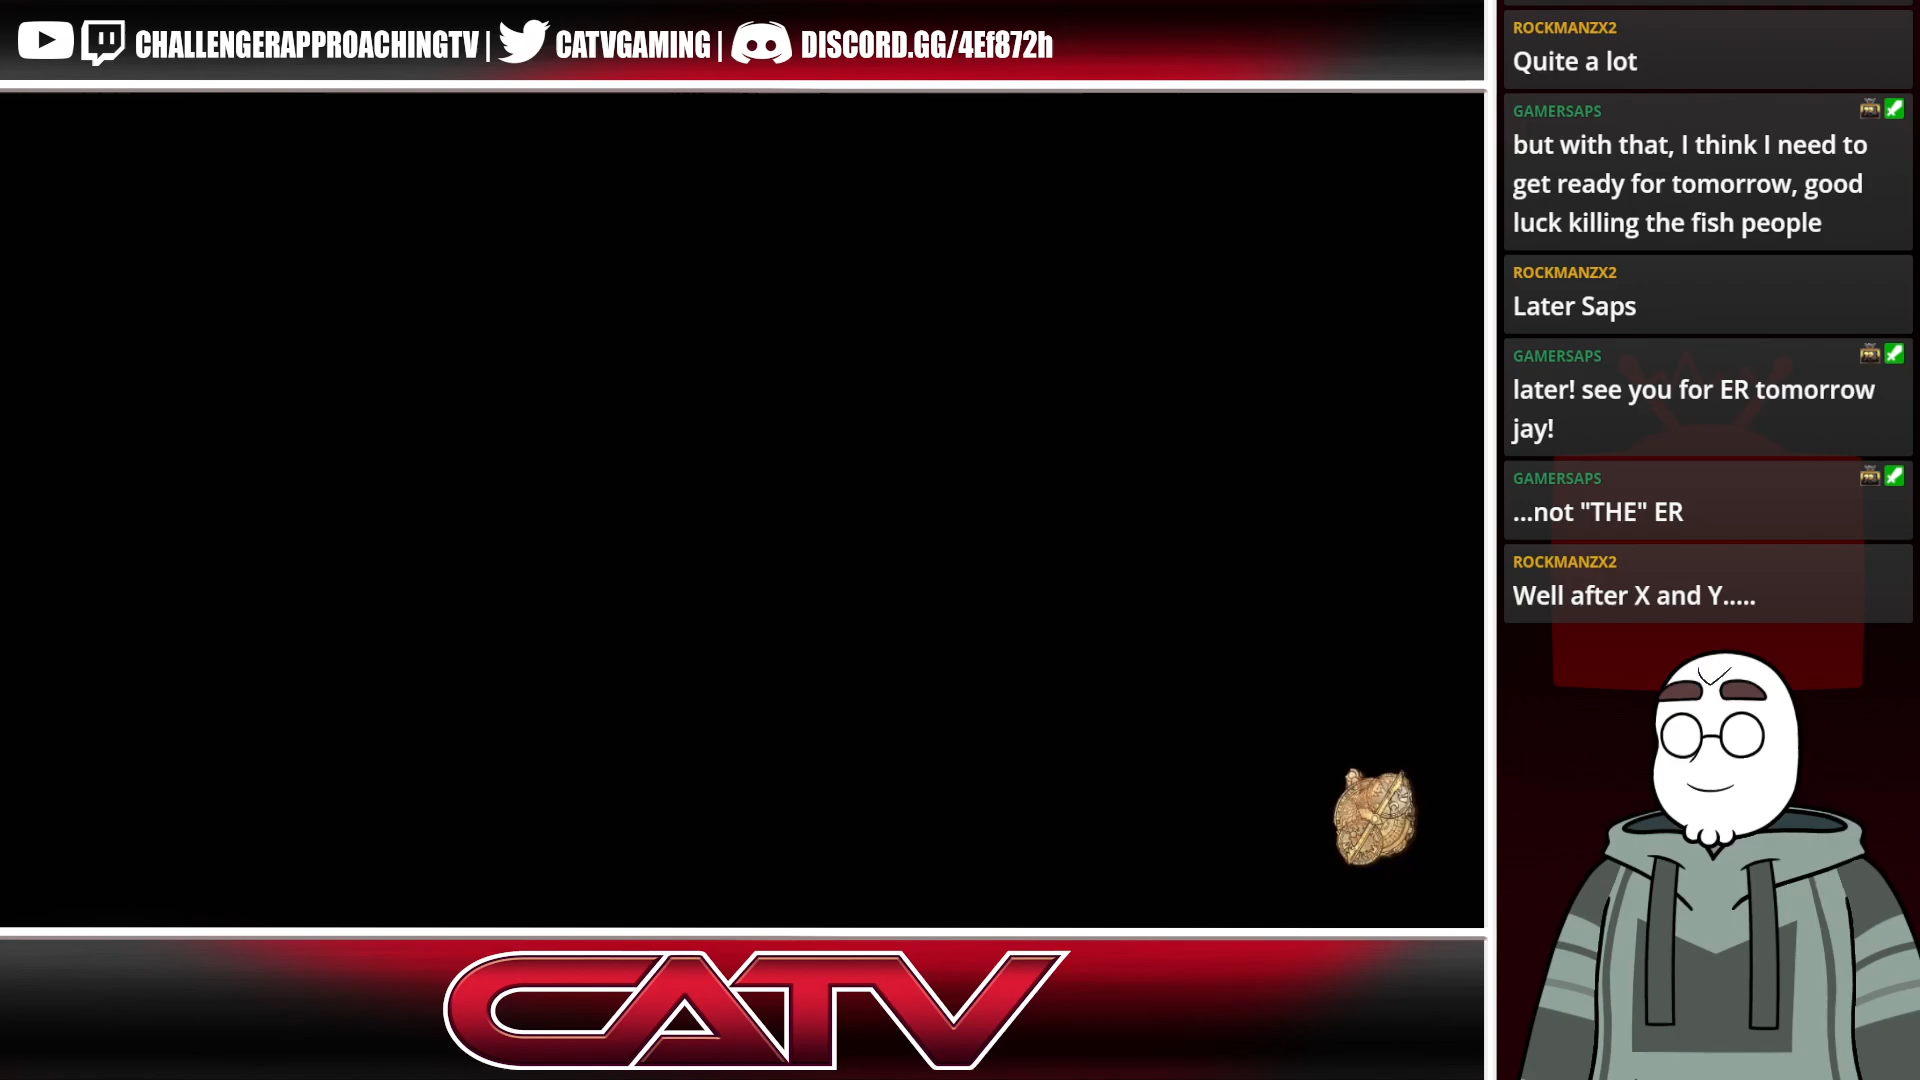 CHALLENGERAPPROACHINGTV | CATVGAMING | DISCORD.GG/4Ef872h
ROCKMANZX2
Quite a lot
GAMERSAPS
but with that, I think I need to
get ready for tomorrow, good
luck killing the fish people
ROCKMANZX2
Later Saps
GAMERSAPS
later! see you for ER tomorrow
jay!
GAMERSAPS
...not "THE" ER
ROCKMANZX2
Well after X and Y.....
CATV